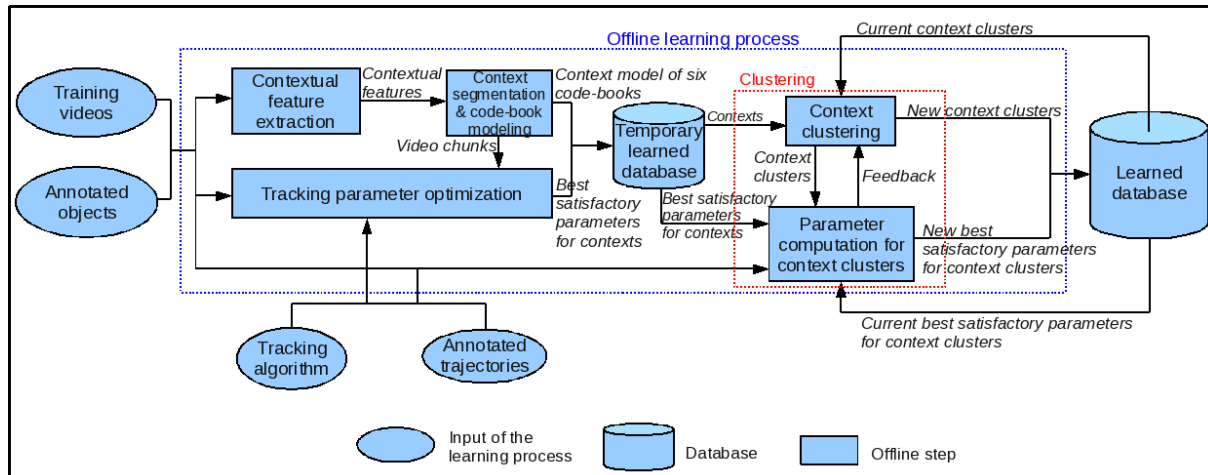 Current context clusters
Offline learning process
Training
videos
Annotated
objects
Contextual
feature
extraction
Contextual
features
Context
segmentation
& code-book
modeling
Context model of six
code-books
Video chunks
Tracking parameter optimization
Best
satisfactory
parameters
for contexts
Temporary
learned
database
Contexts
Best satisfactory
parameters
for contexts
Clustering
Context
clustering
Context
clusters
Feedback
Parameter
computation for
context clusters
New context clusters
New best
satisfactory parameters
for context clusters
Learned
database
Current best satisfactory parameters
for context clusters
Tracking
algorithm
Annotated
trajectories
Input of the
learning process
Database
Offline step